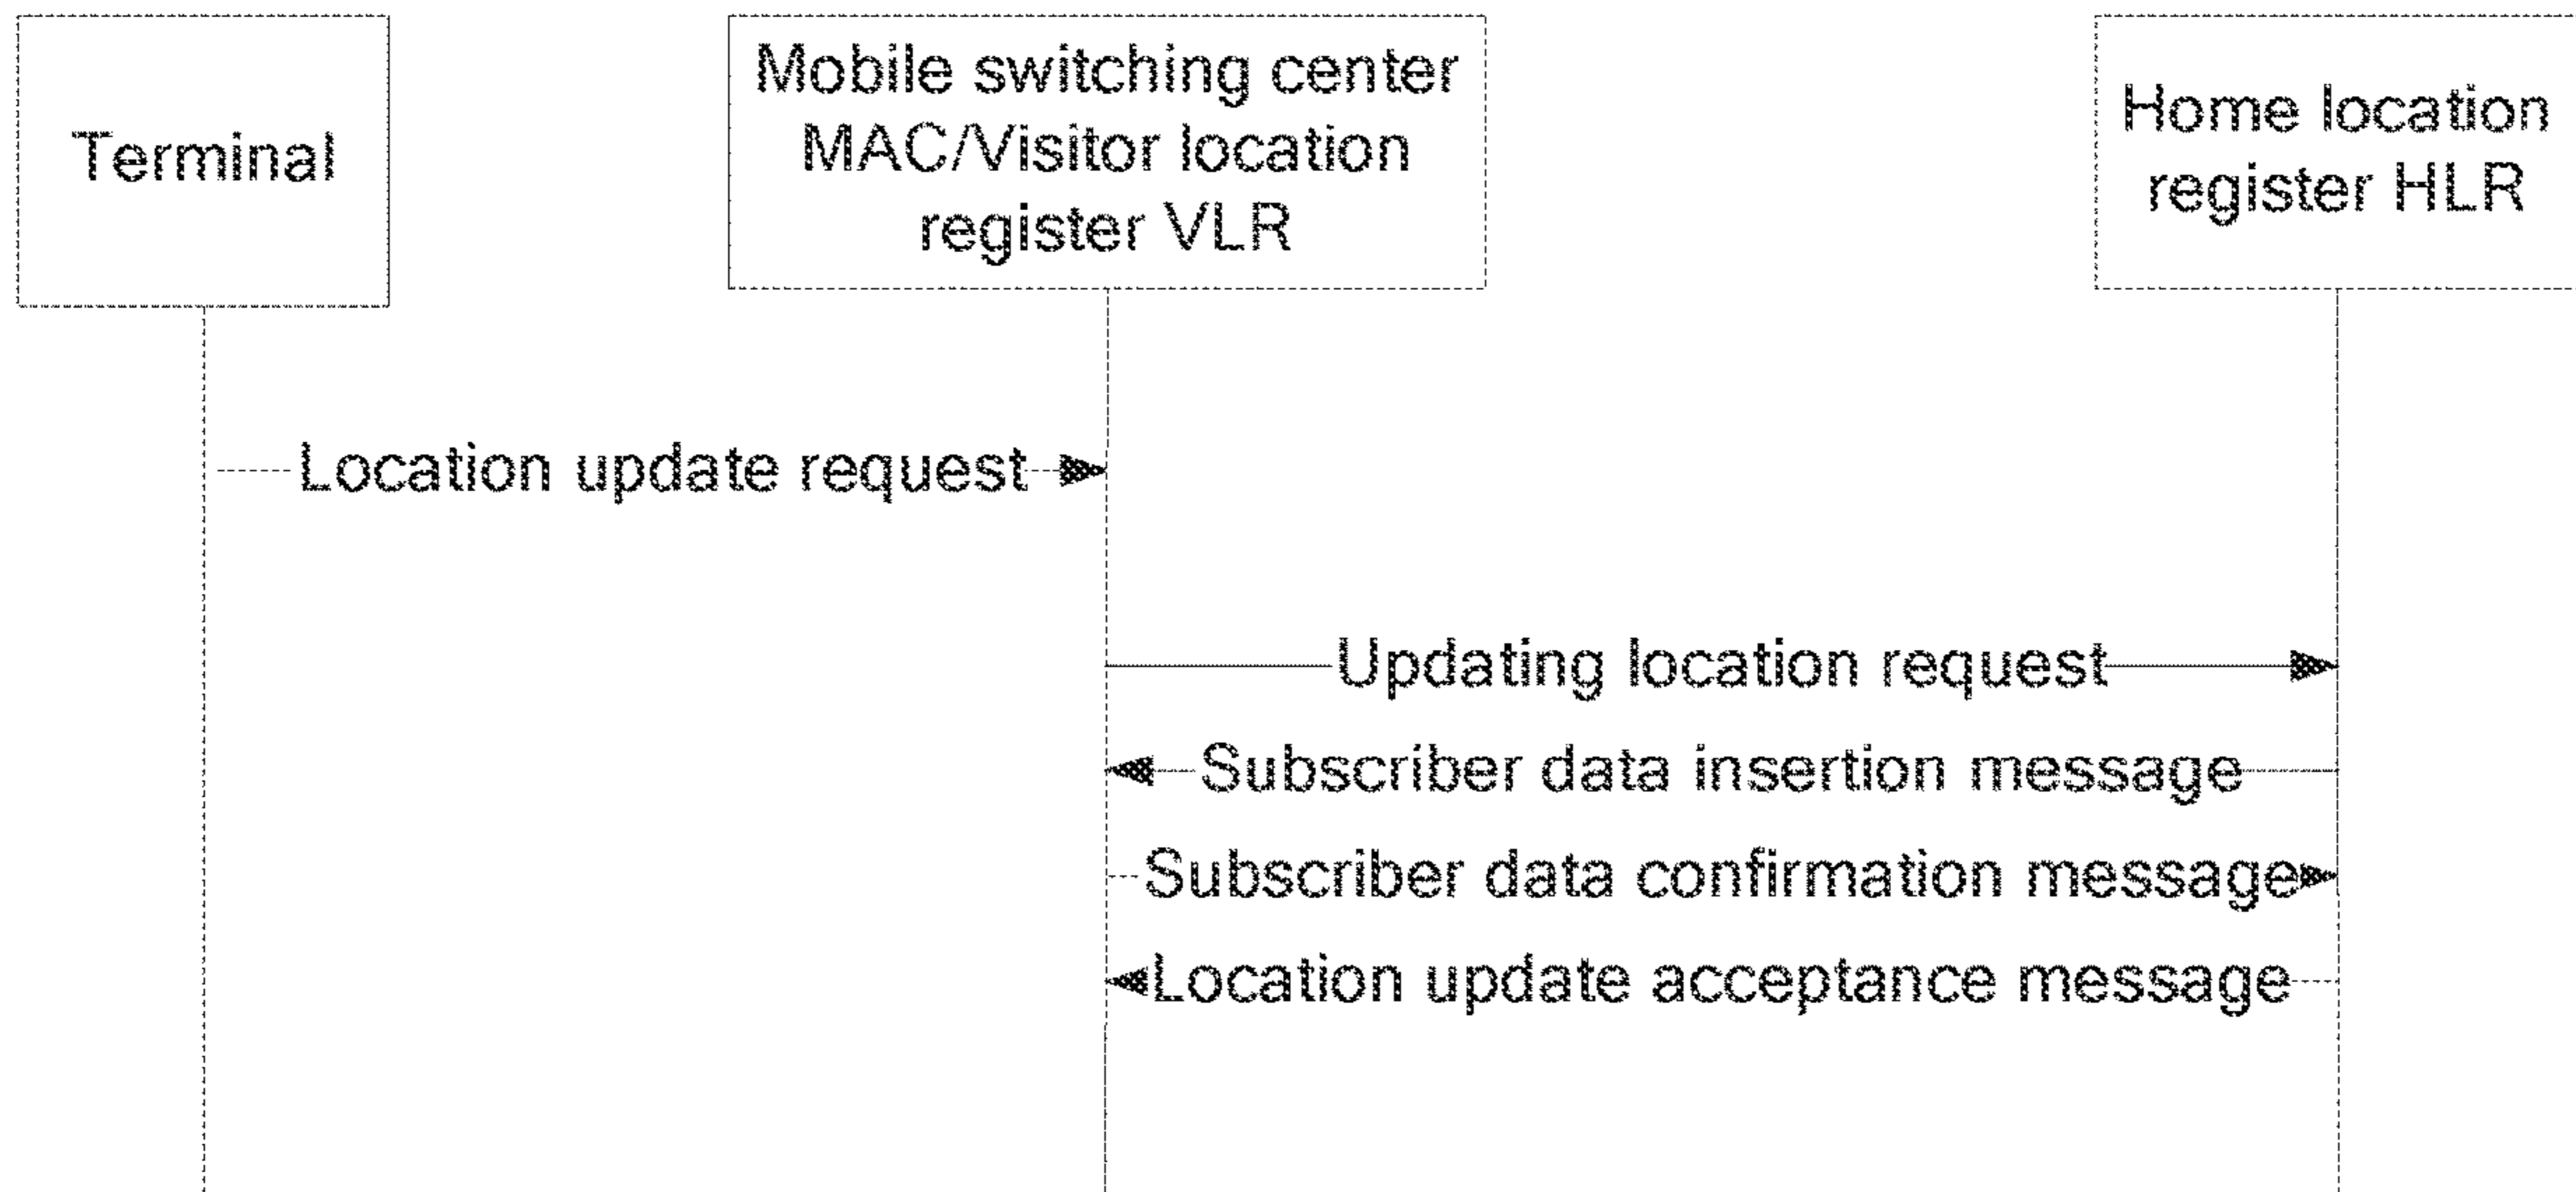 Terminal
Mobile switching center
MAC/Visitor location
register VLR
Home location
register HLR
Location update request
Updating location request
Subscriber data insertion message
Subscriber data confirmation message
Location update acceptance message